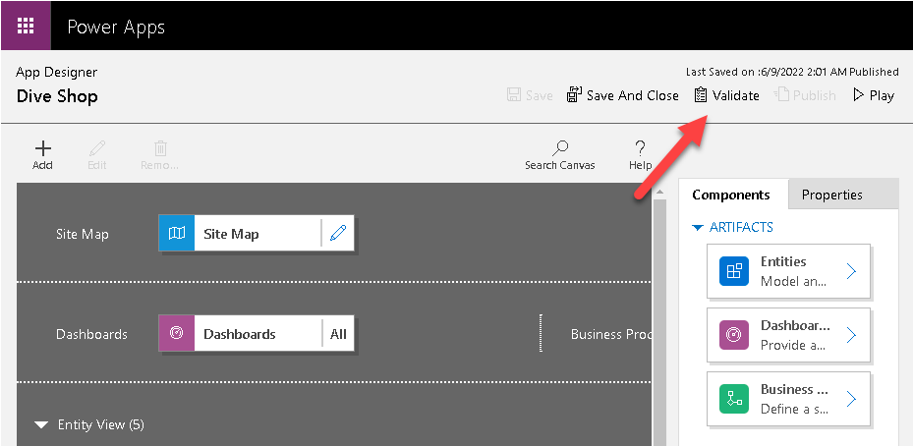 Power Apps
App Designer
Last Saved on :6/9/2022 2:01 AM Published
Dive Shop
Save
Save And Close
Validate
Publish
Play
Add
Edit
Remo...
Search Canvas
Help
Components
Properties
Site Map
Site Map
ARTIFACTS
Entities
Model an...
Dashboards
Dashboards
All
Business Proc
Dashboar...
Provide a...
Business ...
Define a s...
Entity View (5)